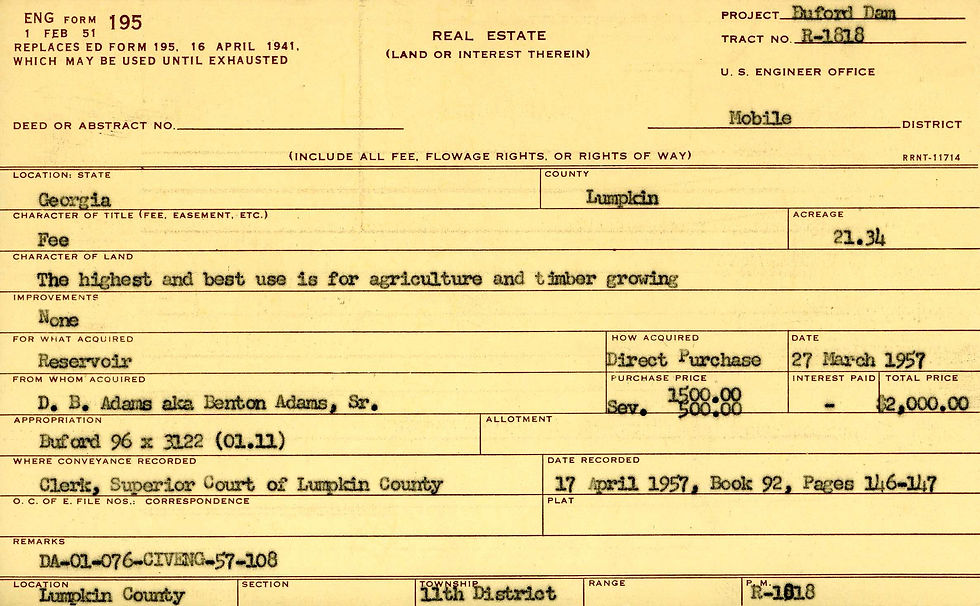 ENG FORM 195
1 FEB 51
REPLACES ED FORM 195, 16 APRIL 1941,
WHICH MAY BE USED UNTIL EXHAUSTED
REAL ESTATE
(LAND OR INTEREST THEREIN)
PROJECT Buford Dam
TRACT NO. R-1818
U. S. ENGINEER OFFICE
DEED OR ABSTRACT NO.
Mobile DISTRICT
(INCLUDE ALL FEE, FLOWAGE RIGHTS, OR RIGHTS OF WAY)
RRNT-11714
LOCATION: STATE
Georgia
COUNTY
Lumpkin
CHARACTER OF TITLE (FEE, EASEMENT, ETC.)
Fee
ACREAGE
21.34
CHARACTER OF LAND
The highest and best use is for agriculture and timber growing
IMPROVEMENTS
None
FOR WHAT ACQUIRED
Reservoir
HOW ACQUIRED
Direct Purchase
DATE
27 March 1957
FROM WHOM ACQUIRED
D. B. Adams aka Benton Adams, Sr.
PURCHASE PRICE
1500.00
Sev. 500.00
INTEREST PAID
-
TOTAL PRICE
$2,000.00
APPROPRIATION
Buford 96 x 3122 (01.11)
ALLOTMENT
WHERE CONVEYANCE RECORDED
Clerk, Superior Court of Lumpkin County
DATE RECORDED
17 April 1957, Book 92, Pages 146-147
O. C. OF E. FILE NOS.: CORRESPONDENCE
PLAT
REMARKS
DA-01-076-CIVENG-57-108
LOCATION
Lumpkin County
SECTION
TOWNSHIP
11th District
RANGE
P. M.
R-1818